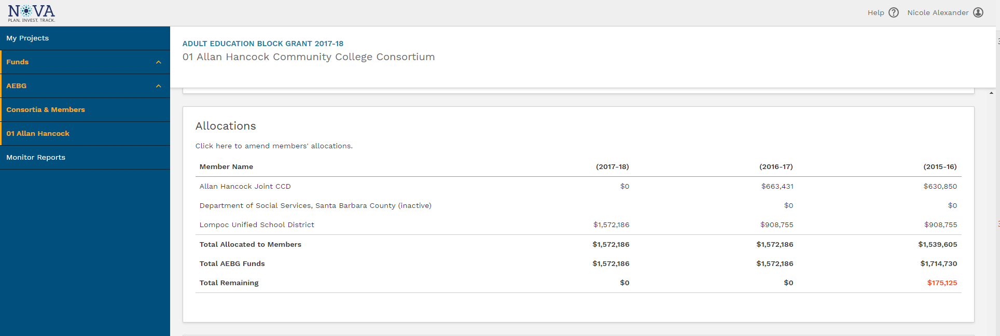 NOVA
PLAN. INVEST. TRACK.
Help ? Nicole Alexander
My Projects
Funds
AEBG
Consortia & Members
01 Allan Hancock
Monitor Reports
ADULT EDUCATION BLOCK GRANT 2017-18
01 Allan Hancock Community College Consortium
Allocations
Click here to amend members' allocations.
Member Name (2017-18) (2016-17) (2015-16)
Allan Hancock Joint CCD $0 $663,431 $630,850
Department of Social Services, Santa Barbara County (inactive) $0 $0
Lompoc Unified School District $1,572,186 $908,755 $908,755
Total Allocated to Members $1,572,186 $1,572,186 $1,539,605
Total AEBG Funds $1,572,186 $1,572,186 $1,714,730
Total Remaining $0 $0 $175,125